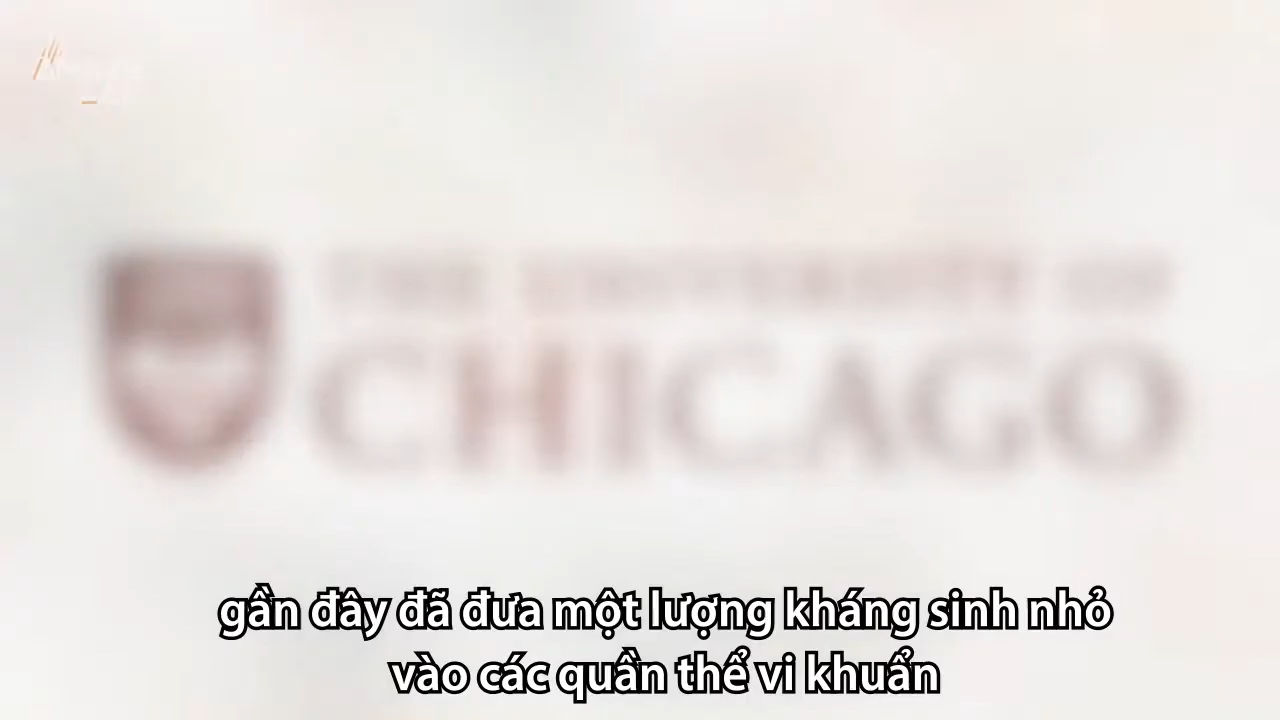 THE UNIVERSITY OF
CHICAGO
gần đây đã đưa một lượng kháng sinh nhỏ
vào các quần thể vi khuẩn